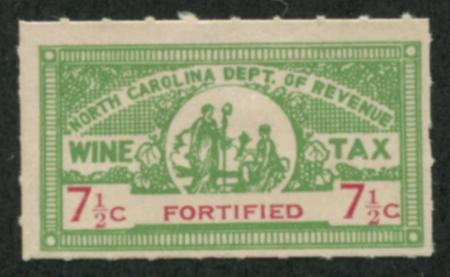 NORTH CAROLINA DEPT. OF REVENUE
WINE TAX
7½c FORTIFIED 7½c